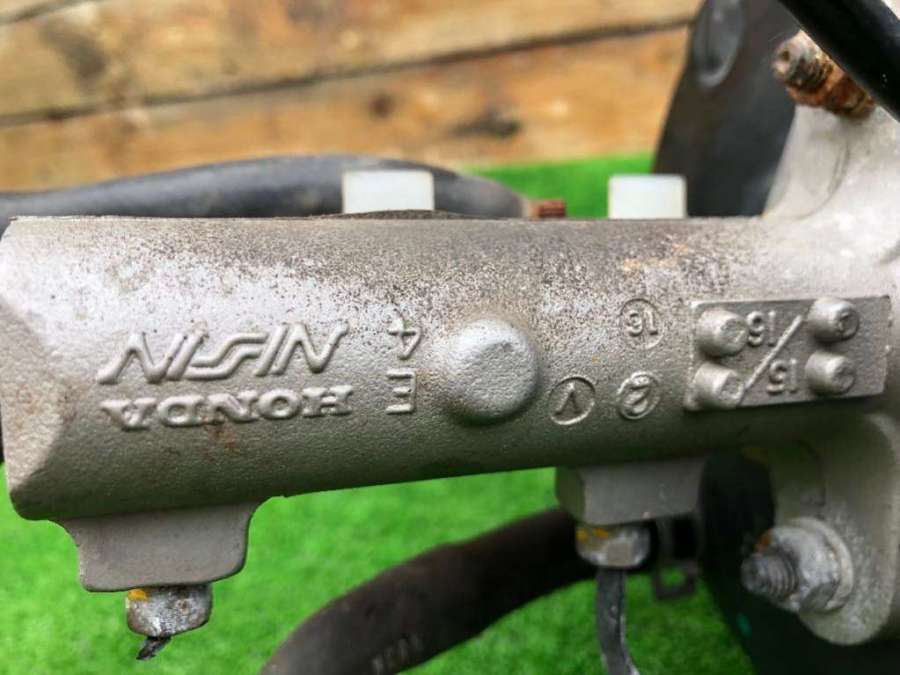 HONDA
NISSIN
E 4
15/16